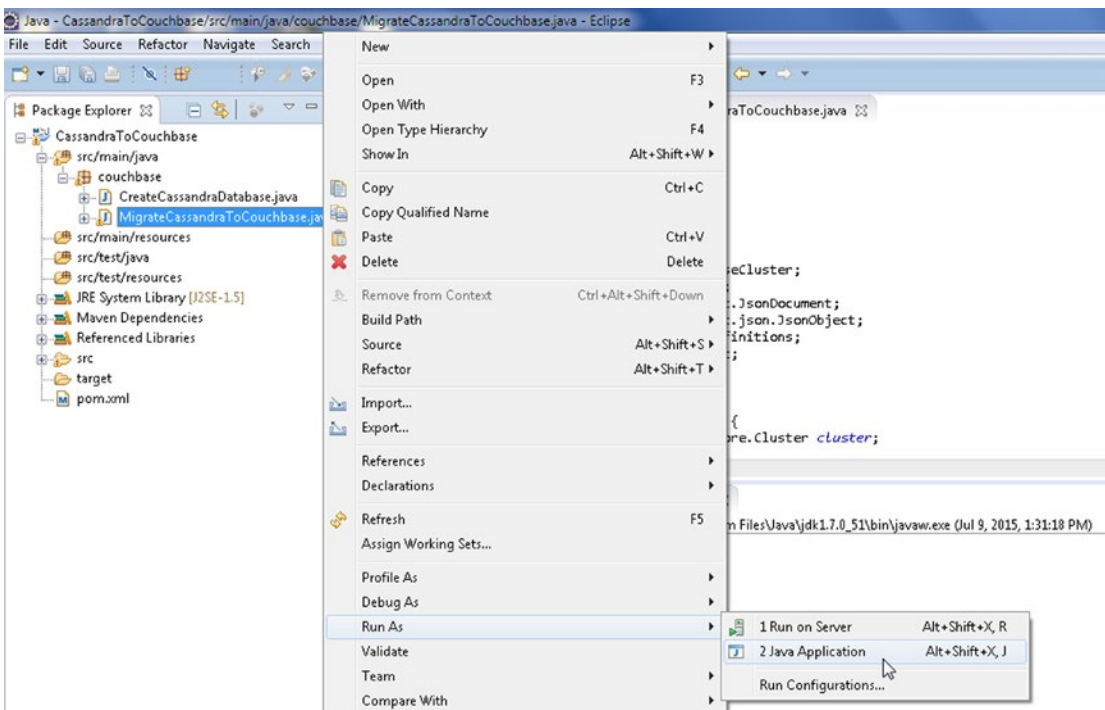 Java - CassandraToCouchbase/src/main/java/couchbase/MigrateCassandraToCouchbase.java - Eclipse
File Edit Source Refactor Navigate Search
Package Explorer
CassandraToCouchbase
src/main/java
couchbase
CreateCassandraDatabase.java
MigrateCassandraToCouchbase.jav
src/main/resources
src/test/java
src/test/resources
JRE System Library [J2SE-1.5]
Maven Dependencies
Referenced Libraries
src
target
pom.xml
New
Open F3
Open With
Open Type Hierarchy F4
Show In Alt+Shift+W
Copy Ctrl+C
Copy Qualified Name
Paste Ctrl+V
Delete Delete
Remove from Context Ctrl+Alt+Shift+Down
Build Path
Source Alt+Shift+S
Refactor Alt+Shift+T
Import...
Export...
References
Declarations
Refresh F5
Assign Working Sets...
Profile As
Debug As
Run As
Validate
Team
Compare With
raToCouchbase.java
seCluster;
;
t.JsonDocument;
t.json.JsonObject;
finitions;
t;
{
ore.Cluster cluster;
m Files\Java\jdk1.7.0_51\bin\javaw.exe (Jul 9, 2015, 1:31:18 PM)
1 Run on Server Alt+Shift+X, R
2 Java Application Alt+Shift+X, J
Run Configurations...